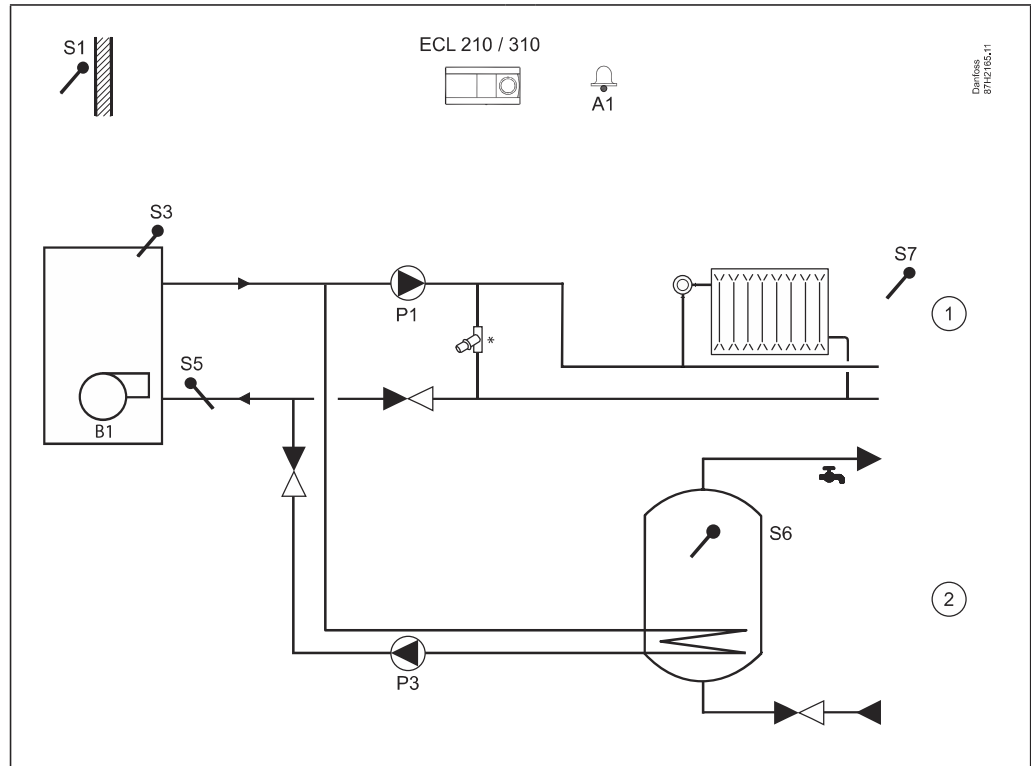 S1
ECL 210 / 310
A1
Danfoss
87H2165.11
S3
S7
P1
*
1
S5
B1
S6
2
P3